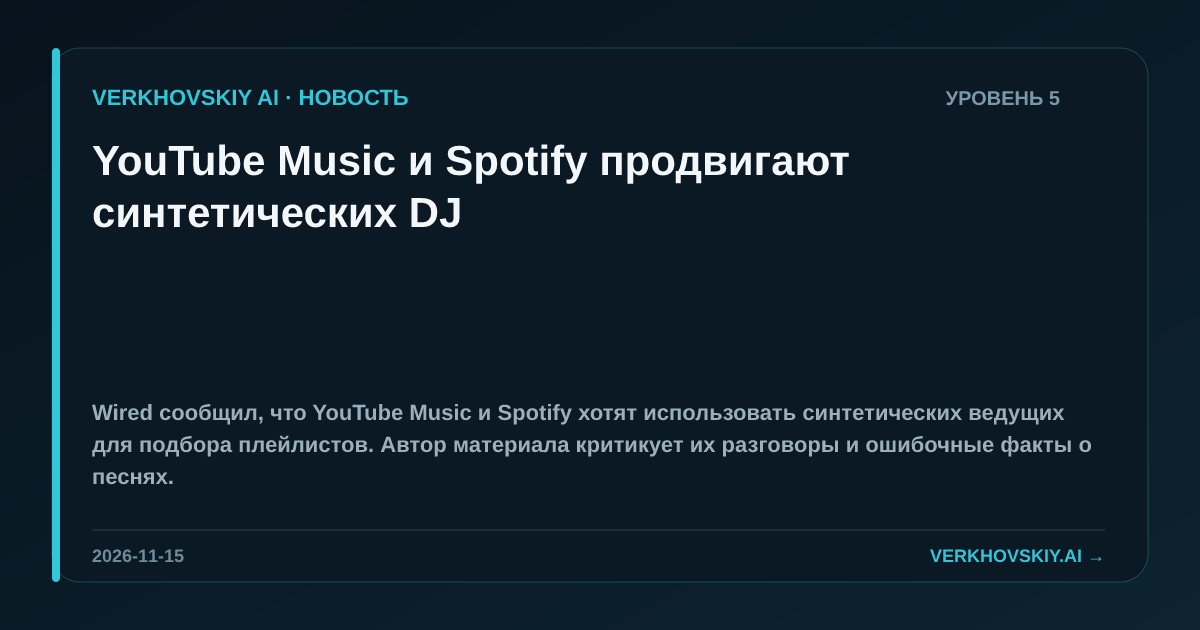 VERKHOVSKIY AI · НОВОСТЬ
УРОВЕНЬ 5
YouTube Music и Spotify продвигают
синтетических DJ
Wired сообщил, что YouTube Music и Spotify хотят использовать синтетических ведущих
для подбора плейлистов. Автор материала критикует их разговоры и ошибочные факты о
песнях.
2026-11-15
VERKHOVSKIY.AI →